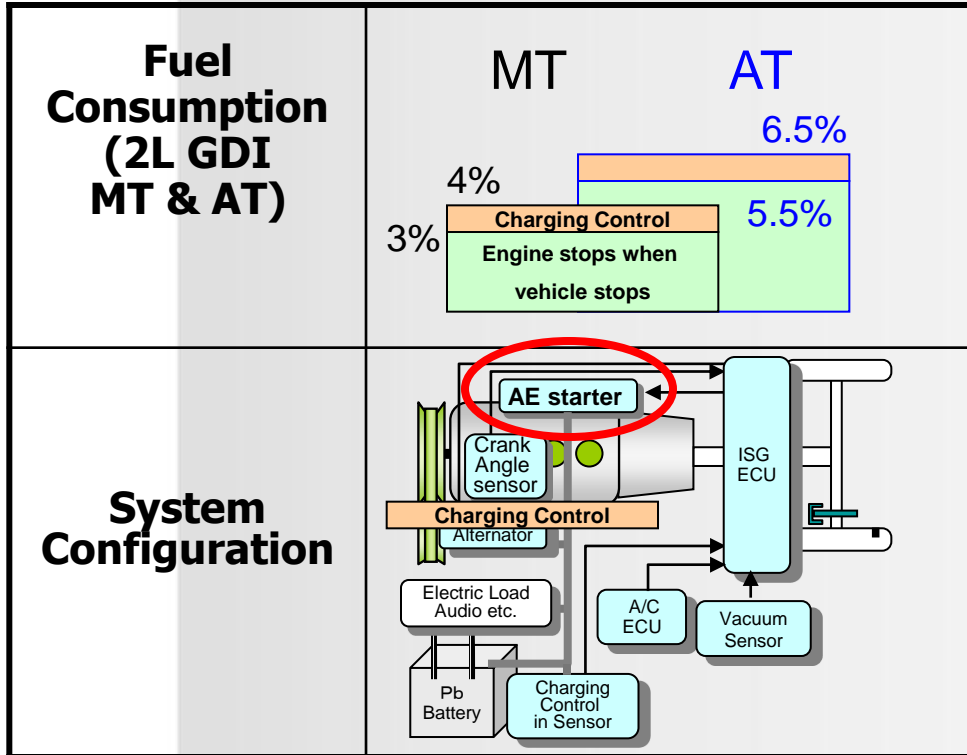 Fuel
Consumption
(2L GDI
MT & AT)
MT
AT
6.5%
4%
5.5%
3%
Charging Control
Engine stops when
vehicle stops
System
Configuration
AE starter
Crank
Angle
sensor
ISG
ECU
Charging Control
Alternator
Electric Load
Audio etc.
A/C
ECU
Vacuum
Sensor
Pb
Battery
Charging
Control
in Sensor